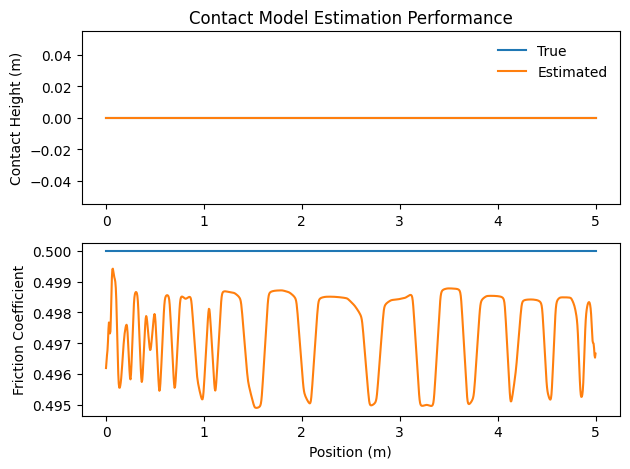 Contact Model Estimation Performance
Contact Height (m)
0.04
0.02
0.00
−0.02
−0.04
True
Estimated
0 1 2 3 4 5
Friction Coefficient
0.500
0.499
0.498
0.497
0.496
0.495
0 1 2 3 4 5
Position (m)